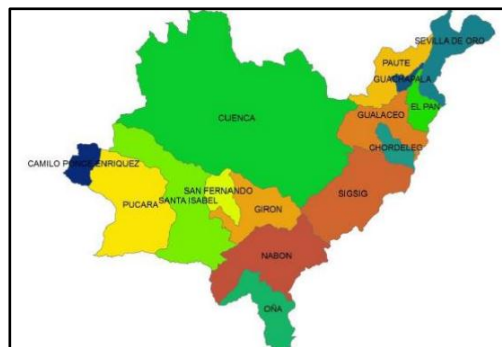 SEVILLA DE ORO
PAUTE
GUACHAPALA
EL PAN
GUALACEO
CUENCA
CHORDELEG
CAMILO PONCE ENRIQUEZ
SAN FERNANDO
SIGSIG
PUCARA
SANTA ISABEL
GIRON
NABON
OÑA